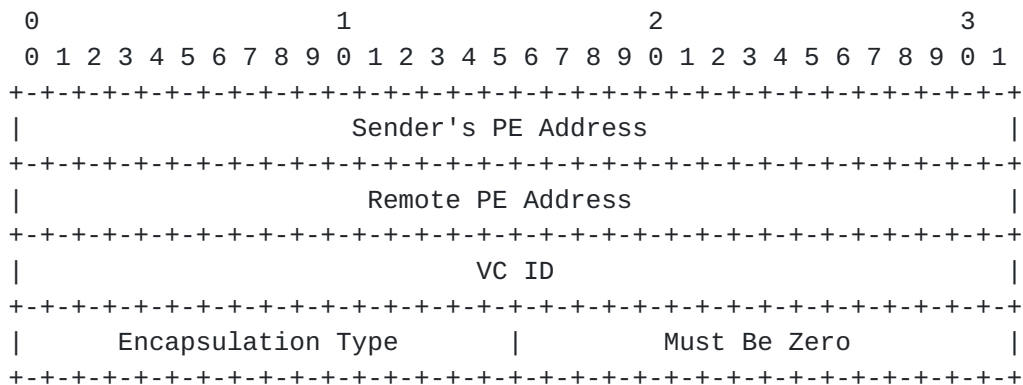 0                   1                   2                   3
 0 1 2 3 4 5 6 7 8 9 0 1 2 3 4 5 6 7 8 9 0 1 2 3 4 5 6 7 8 9 0 1
+-+-+-+-+-+-+-+-+-+-+-+-+-+-+-+-+-+-+-+-+-+-+-+-+-+-+-+-+-+-+-+-+
|                     Sender's PE Address                       |
+-+-+-+-+-+-+-+-+-+-+-+-+-+-+-+-+-+-+-+-+-+-+-+-+-+-+-+-+-+-+-+-+
|                      Remote PE Address                        |
+-+-+-+-+-+-+-+-+-+-+-+-+-+-+-+-+-+-+-+-+-+-+-+-+-+-+-+-+-+-+-+-+
|                             VC ID                             |
+-+-+-+-+-+-+-+-+-+-+-+-+-+-+-+-+-+-+-+-+-+-+-+-+-+-+-+-+-+-+-+-+
|      Encapsulation Type       |         Must Be Zero          |
+-+-+-+-+-+-+-+-+-+-+-+-+-+-+-+-+-+-+-+-+-+-+-+-+-+-+-+-+-+-+-+-+